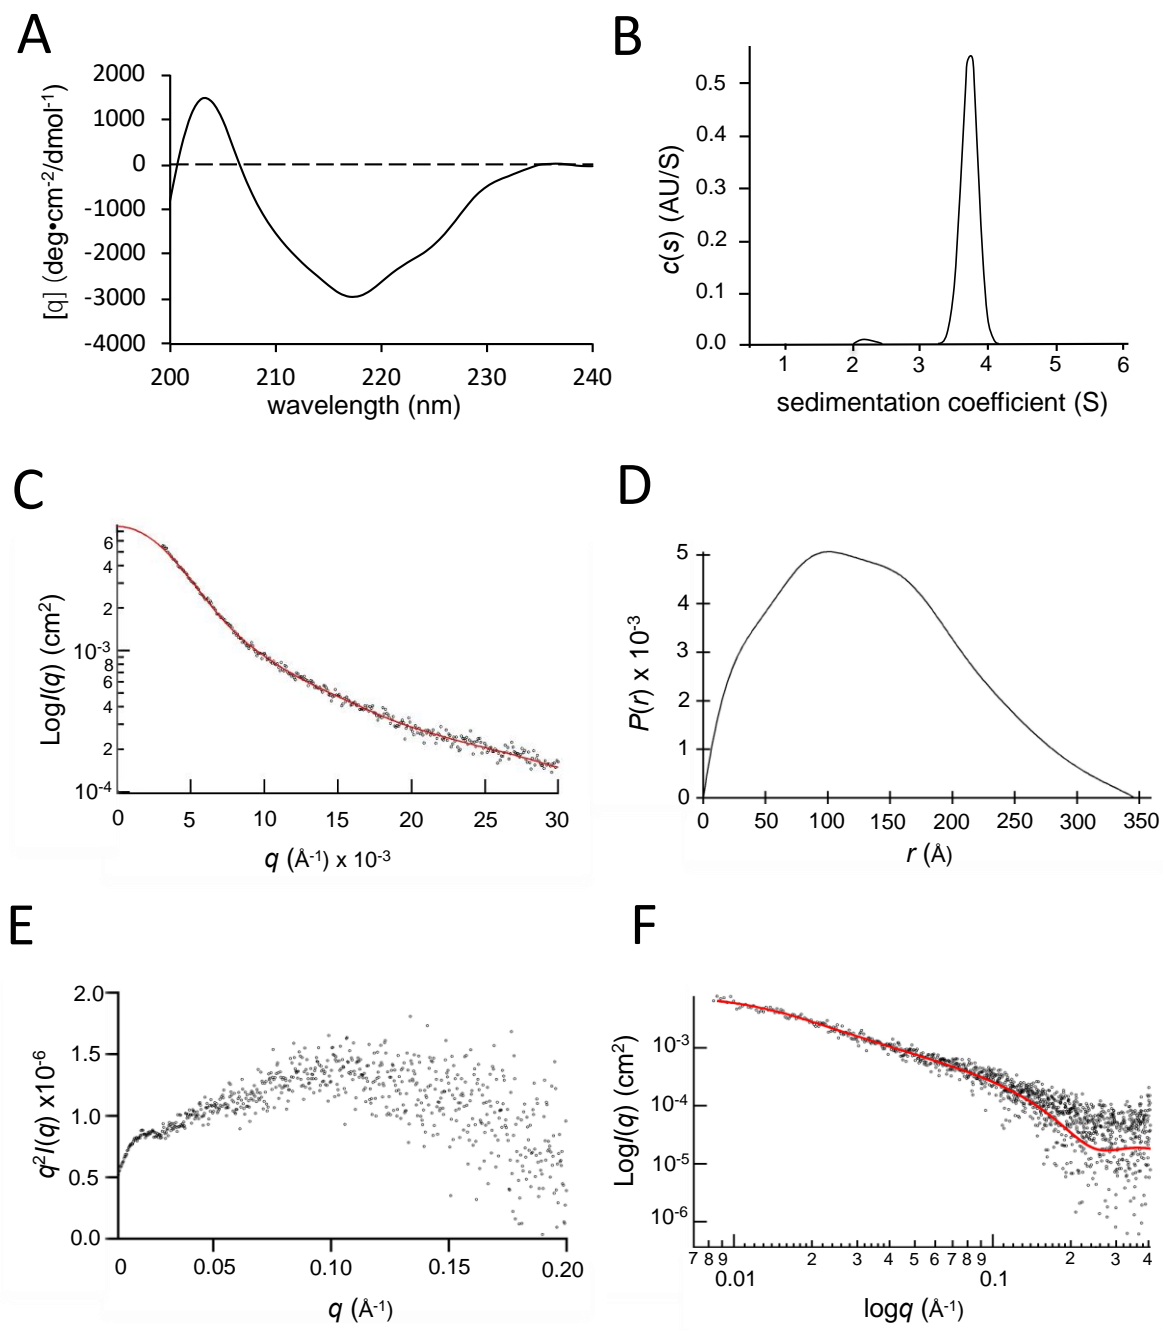 A
[q] (deg•cm-2/dmol-1)
2000
1000
0
-1000
-2000
-3000
-4000
200 210 220 230 240
wavelength (nm)
B
c(s) (AU/S)
0.5
0.4
0.3
0.2
0.1
0.0
1 2 3 4 5 6
sedimentation coefficient (S)
C
LogI(q) (cm2)
6
4
2
10-3
8
6
4
2
10-4
0 5 10 15 20 25 30
q (Å-1) x 10-3
D
P(r) x 10-3
5
4
3
2
1
0
0 50 100 150 200 250 300 350
r (Å)
E
q2I(q) x10-6
2.0
1.5
1.0
0.5
0.0
0 0.05 0.10 0.15 0.20
q (Å-1)
F
LogI(q) (cm2)
10-3
10-4
10-5
10-6
7 8 9 2 3 4 5 6 7 8 9 2 3 4
0.01 0.1
logq (Å-1)